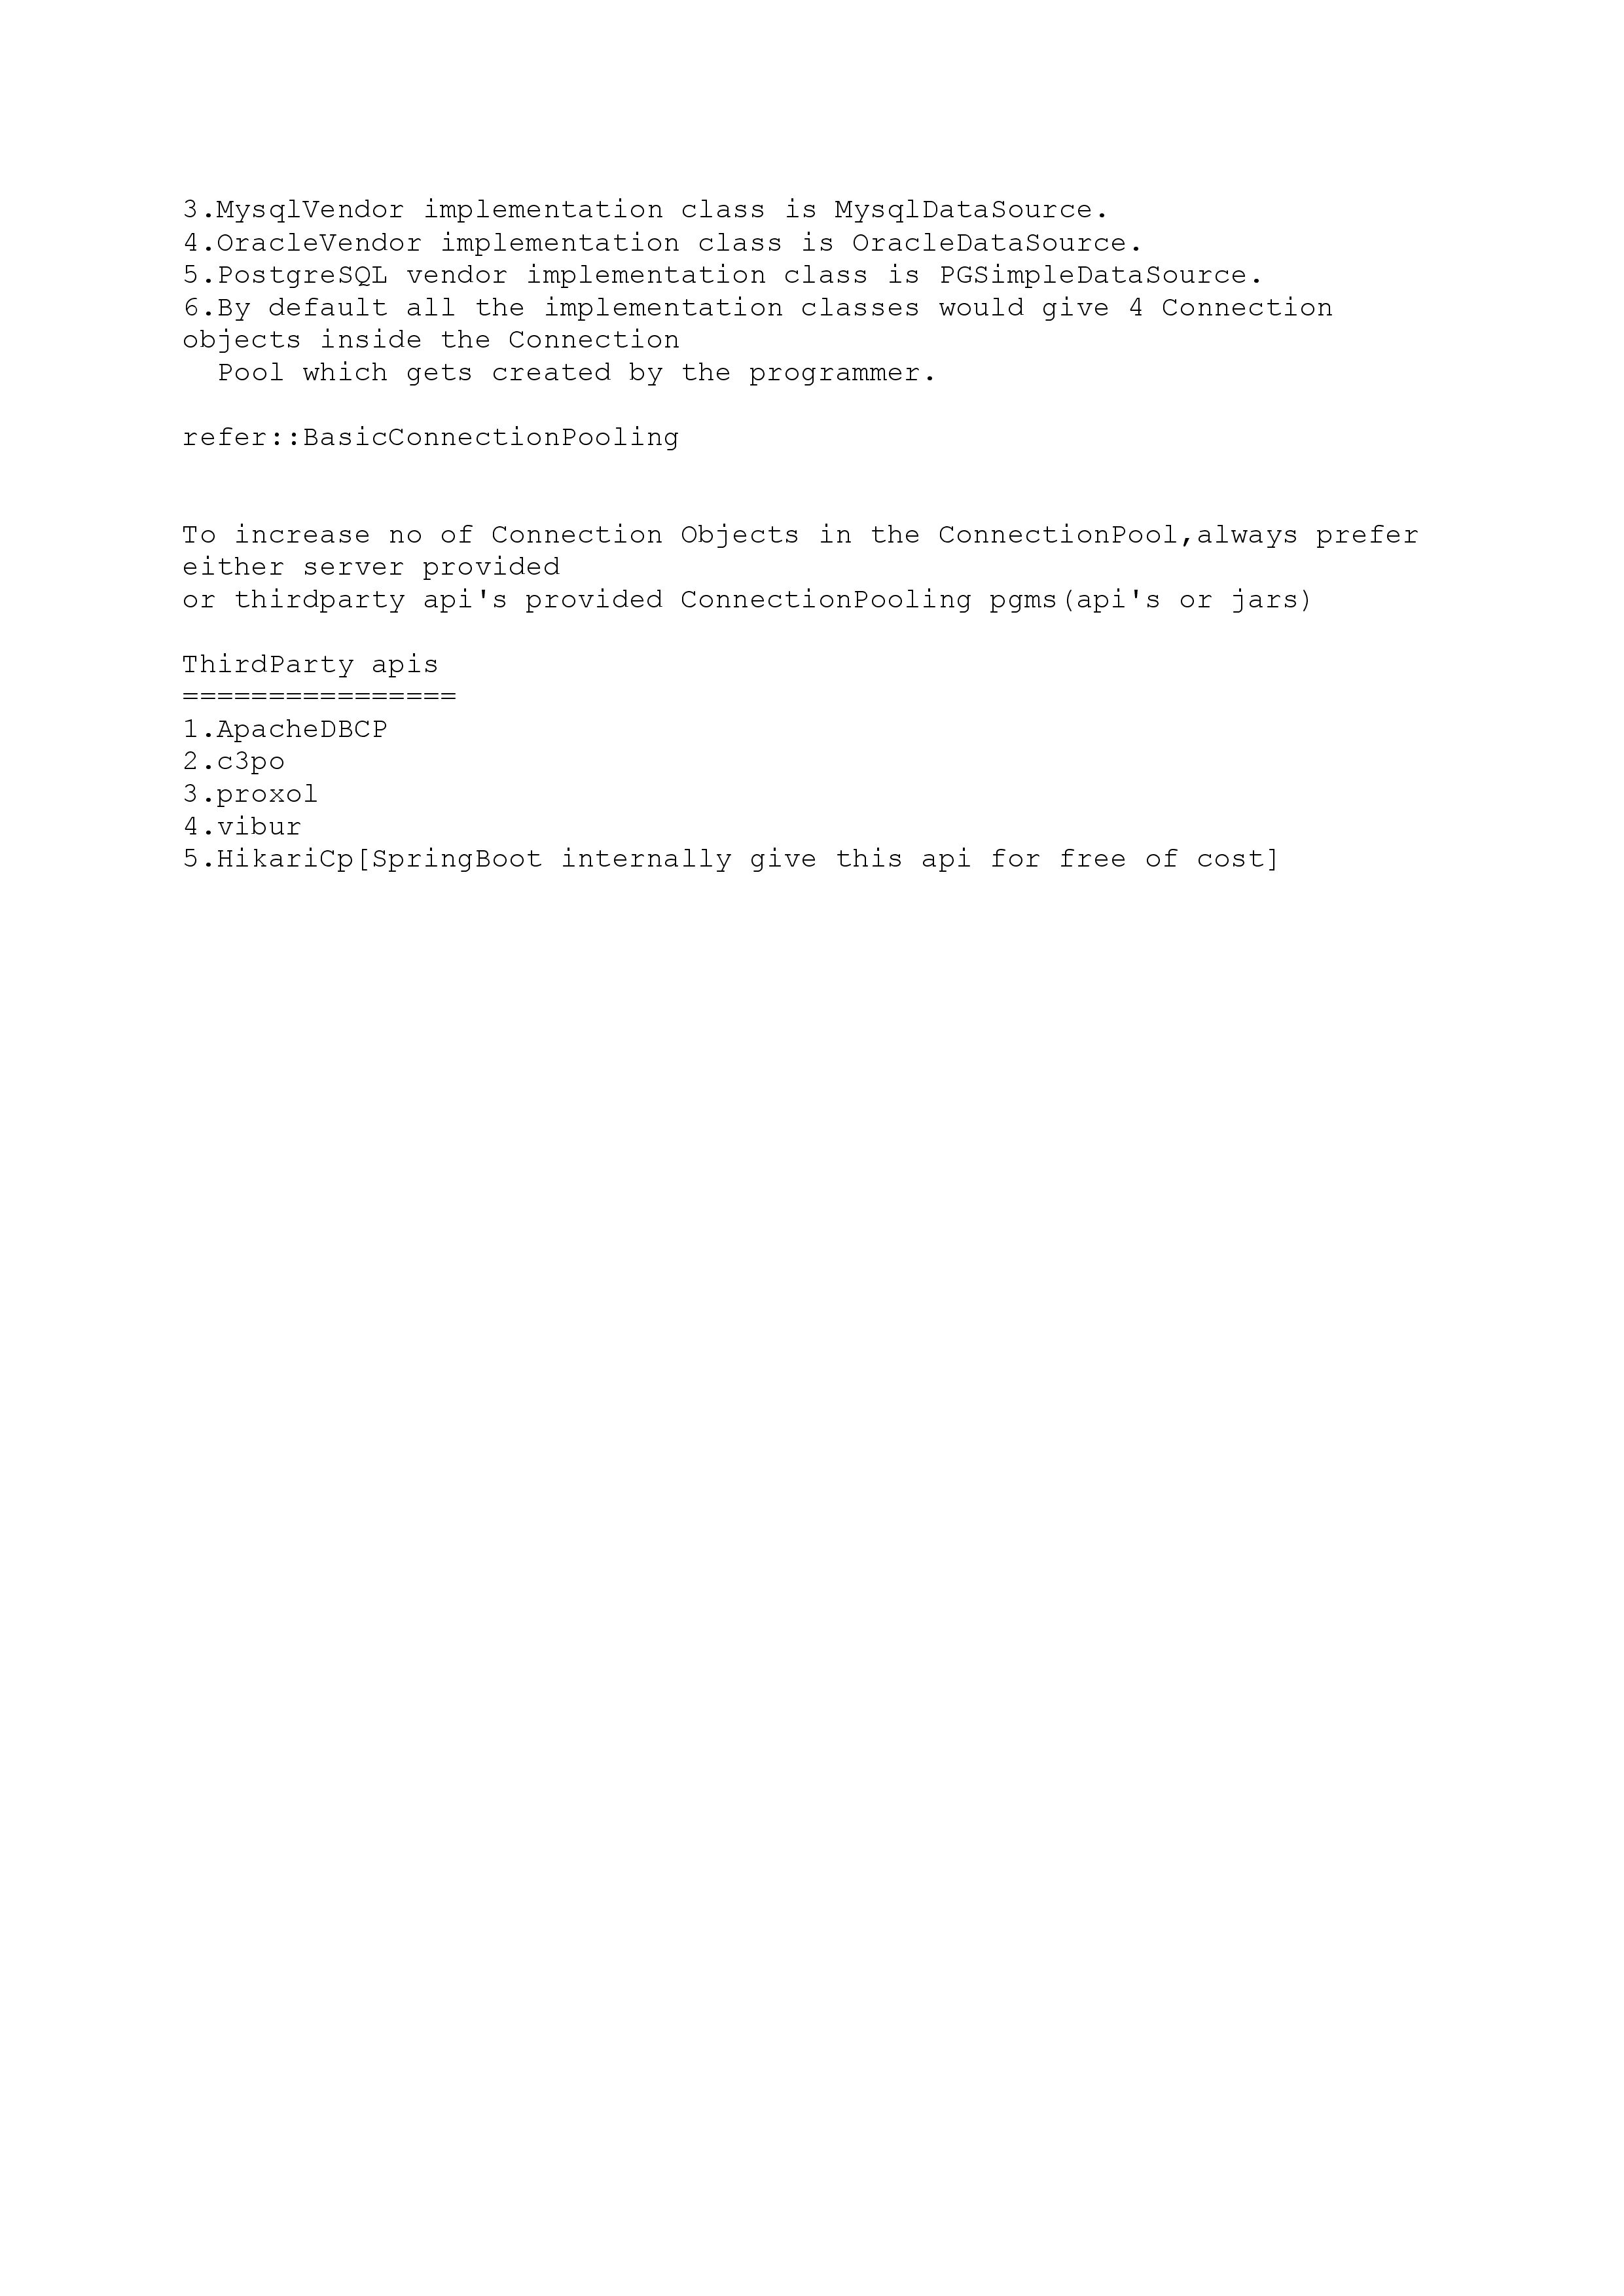 3.MysqlVendor implementation class is MysqlDataSource.
4.OracleVendor implementation class is OracleDataSource.
5.PostgreSQL vendor implementation class is PGSimpleDataSource.
6.By default all the implementation classes would give 4 Connection
objects inside the Connection
  Pool which gets created by the programmer.

refer::BasicConnectionPooling

To increase no of Connection Objects in the ConnectionPool,always prefer
either server provided
or thirdparty api's provided ConnectionPooling pgms(api's or jars)

ThirdParty apis
================
1.ApacheDBCP
2.c3po
3.proxol
4.vibur
5.HikariCp[SpringBoot internally give this api for free of cost]